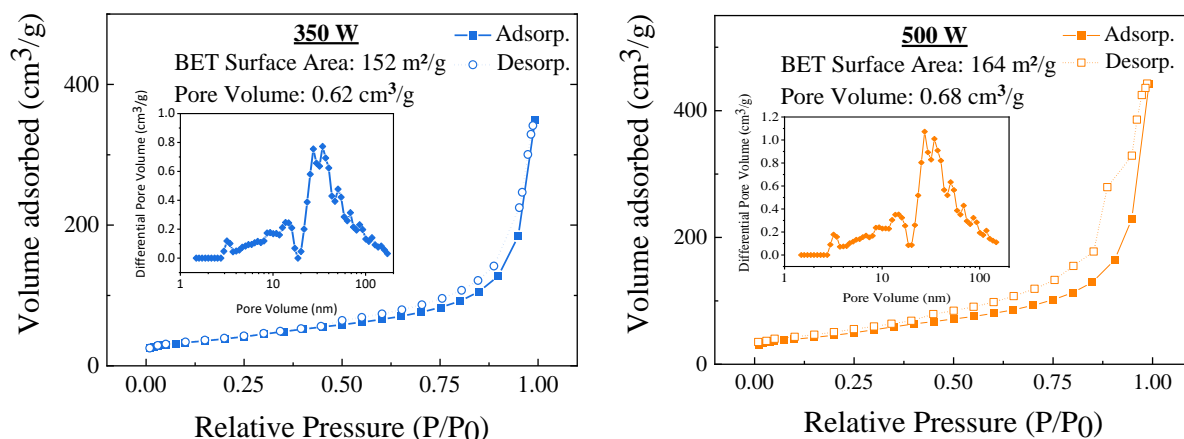 350 W
Adsorp.
Desorp.
BET Surface Area: 152 m²/g
Pore Volume: 0.62 cm³/g
Volume adsorbed (cm³/g)
400
200
0
0.00 0.25 0.50 0.75 1.00
Relative Pressure (P/P0)
Differential Pore Volume (cm³/g)
1.0
0.8
0.6
0.4
0.2
0.0
1 10 100
Pore Volume (nm)
500 W
Adsorp.
Desorp.
BET Surface Area: 164 m²/g
Pore Volume: 0.68 cm³/g
Volume adsorbed (cm³/g)
400
200
0
0.00 0.25 0.50 0.75 1.00
Relative Pressure (P/P0)
Differential Pore Volume (cm³/g)
1.2
1.0
0.8
0.6
0.4
0.2
0.0
1 10 100
Pore Volume (nm)